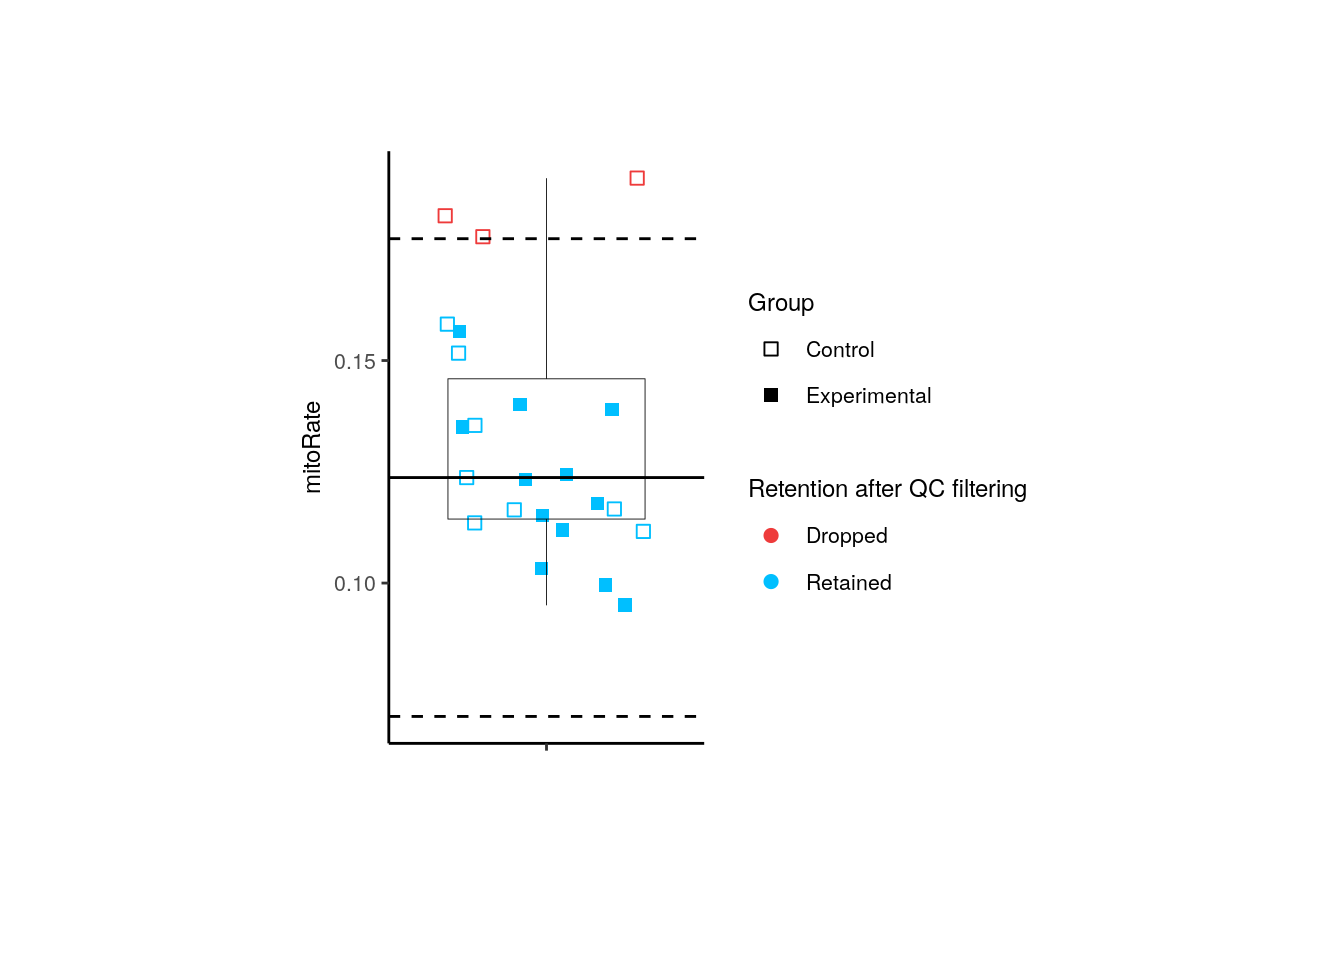 mitoRate
0.15
0.10
Group
Control
Experimental
Retention after QC filtering
Dropped
Retained